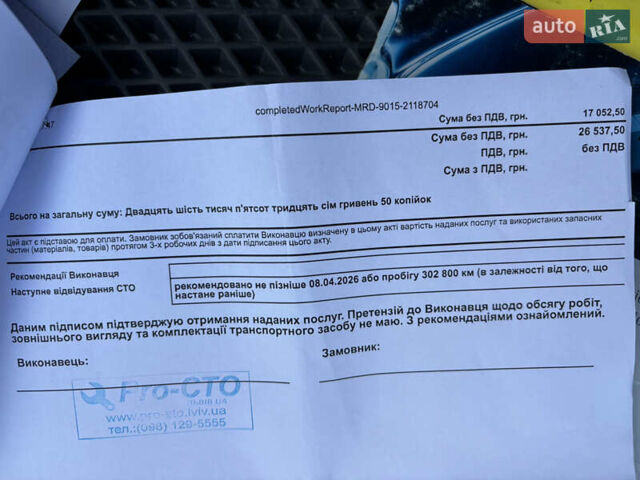 auto RIA
.com
completedWorkReport-MRD-9015-2118704
Сума без ПДВ, грн. 17 052,50
Сума без ПДВ, грн. 26 537,50
ПДВ, грн. без ПДВ
Сума з ПДВ, грн.
Всього на загальну суму: Двадцять шість тисяч п'ятсот тридцять сім гривень 50 копійок
Цей акт є підставою для оплати. Замовник зобов'язаний сплатити Виконавцю визначену в цьому акті вартість наданих послуг та використаних запасних
частин (матеріалів, товарів) протягом 3-х робочих днів з дати підписання цього акту.
Рекомендації Виконавця
Наступне відвідування СТО рекомендовано не пізніше 08.04.2026 або пробігу 302 800 км (в залежності від того, що
настане раніше)
Даним підписом підтверджую отримання наданих послуг. Претензій до Виконавця щодо обсягу робіт,
зовнішнього вигляду та комплектації транспортного засобу не маю. З рекомендаціями ознайомлений.
Виконавець: Замовник:
Pro-СТО
www.pro-sto.lviv.ua
тел.:(098) 129-5555